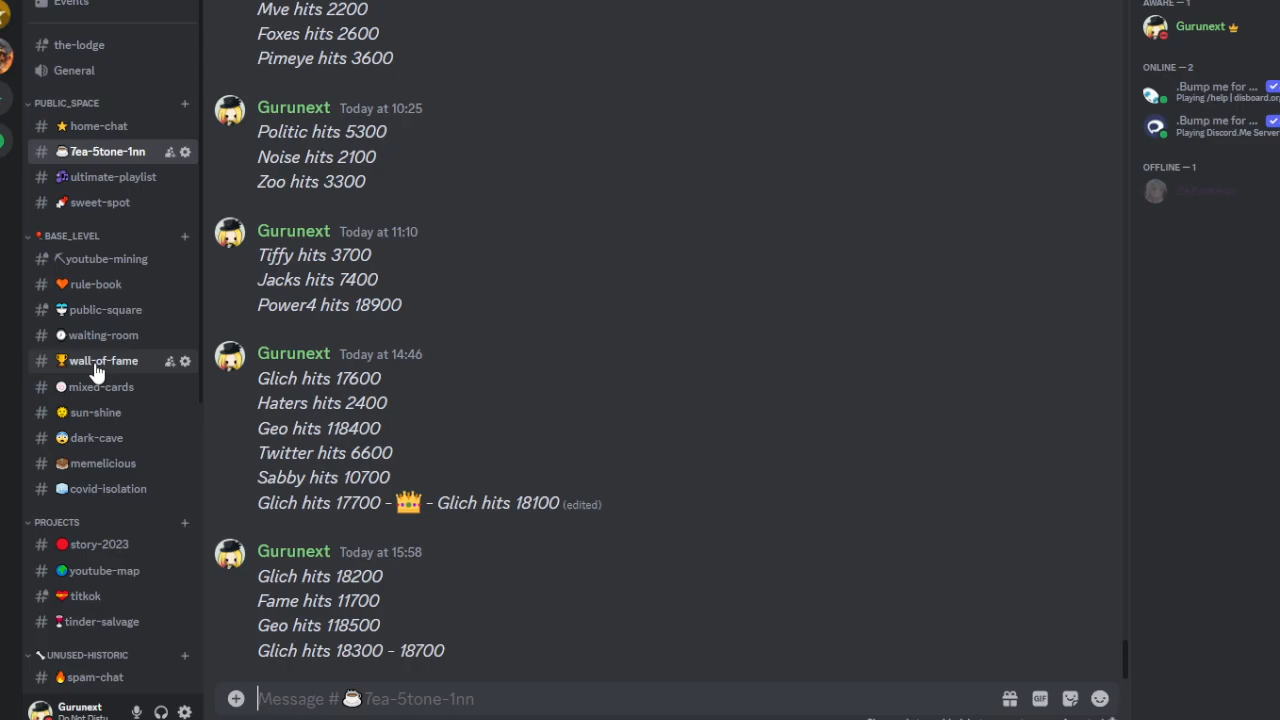 Events
the-lodge
General
PUBLIC_SPACE
home-chat
7ea-5tone-1nn
ultimate-playlist
sweet-spot
BASE_LEVEL
youtube-mining
rule-book
public-square
waiting-room
wall-of-fame
mixed-cards
sun-shine
dark-cave
memelicious
covid-isolation
PROJECTS
story-2023
youtube-map
titkok
tinder-salvage
UNUSED-HISTORIC
spam-chat
Gurunext
Do Not Distu
Mve hits 2200
Foxes hits 2600
Pimeye hits 3600
Gurunext Today at 10:25
Politic hits 5300
Noise hits 2100
Zoo hits 3300
Gurunext Today at 11:10
Tiffy hits 3700
Jacks hits 7400
Power4 hits 18900
Gurunext Today at 14:46
Glich hits 17600
Haters hits 2400
Geo hits 118400
Twitter hits 6600
Sabby hits 10700
Glich hits 17700 - 👑 - Glich hits 18100 (edited)
Gurunext Today at 15:58
Glich hits 18200
Fame hits 11700
Geo hits 118500
Glich hits 18300 - 18700
Message # ☕ 7ea-5tone-1nn
GIF
AWARE — 1
Gurunext
ONLINE — 2
.Bump me for ...
Playing /help | disboard.or
.Bump me for ...
Playing Discord.Me Server
OFFLINE — 1